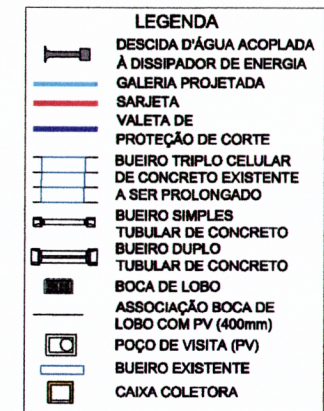 LEGENDA
DESCIDA D'ÁGUA ACOPLADA
À DISSIPADOR DE ENERGIA
GALERIA PROJETADA
SARJETA
VALETA DE
PROTEÇÃO DE CORTE
BUEIRO TRIPLO CELULAR
DE CONCRETO EXISTENTE
A SER PROLONGADO
BUEIRO SIMPLES
TUBULAR DE CONCRETO
BUEIRO DUPLO
TUBULAR DE CONCRETO
BOCA DE LOBO
ASSOCIAÇÃO BOCA DE
LOBO COM PV (400mm)
POÇO DE VISITA (PV)
BUEIRO EXISTENTE
CAIXA COLETORA